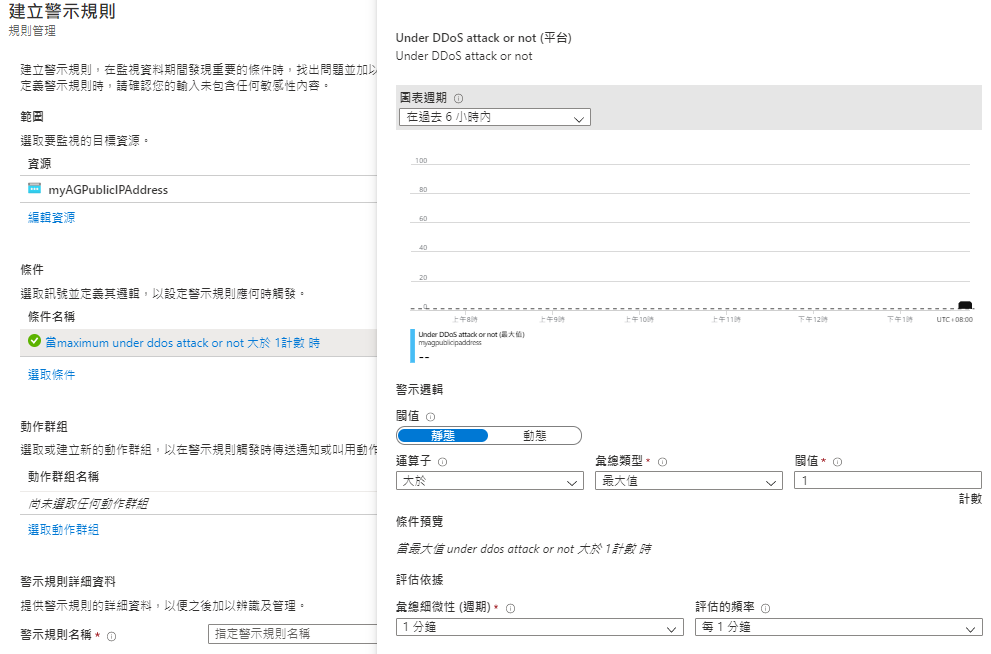 建立警示規則
規則管理
建立警示規則，在監視資料期間發現重要的條件時，找出問題並加以
定義警示規則時，請確認您的輸入未包含任何敏感性內容。
範圍
選取要監視的目標資源。
資源
myAGPublicIPAddress
編輯資源
條件
選取訊號並定義其邏輯，以設定警示規則應何時觸發。
條件名稱
當maximum under ddos attack or not 大於 1計數 時
選取條件
動作群組
選取或建立新的動作群組，以在警示規則觸發時傳送通知或叫用動作
動作群組名稱
尚未選取任何動作群組
選取動作群組
警示規則詳細資料
提供警示規則的詳細資料，以便之後加以辨識及管理。
警示規則名稱 *
指定警示規則名稱
Under DDoS attack or not (平台)
Under DDoS attack or not
圖表週期
在過去 6 小時內
100
80
60
40
20
0
上午8時 上午9時 上午10時 上午11時 下午12時 下午1時 UTC+08:00
Under DDoS attack or not (最大值)
myagpublicipaddress
--
警示邏輯
閾值
靜態 動態
運算子 彙總類型 * 閾值 *
大於 最大值 1
計數
條件預覽
當最大值 under ddos attack or not 大於 1計數 時
評估依據
彙總細微性 (週期) * 評估的頻率
1 分鐘 每 1 分鐘